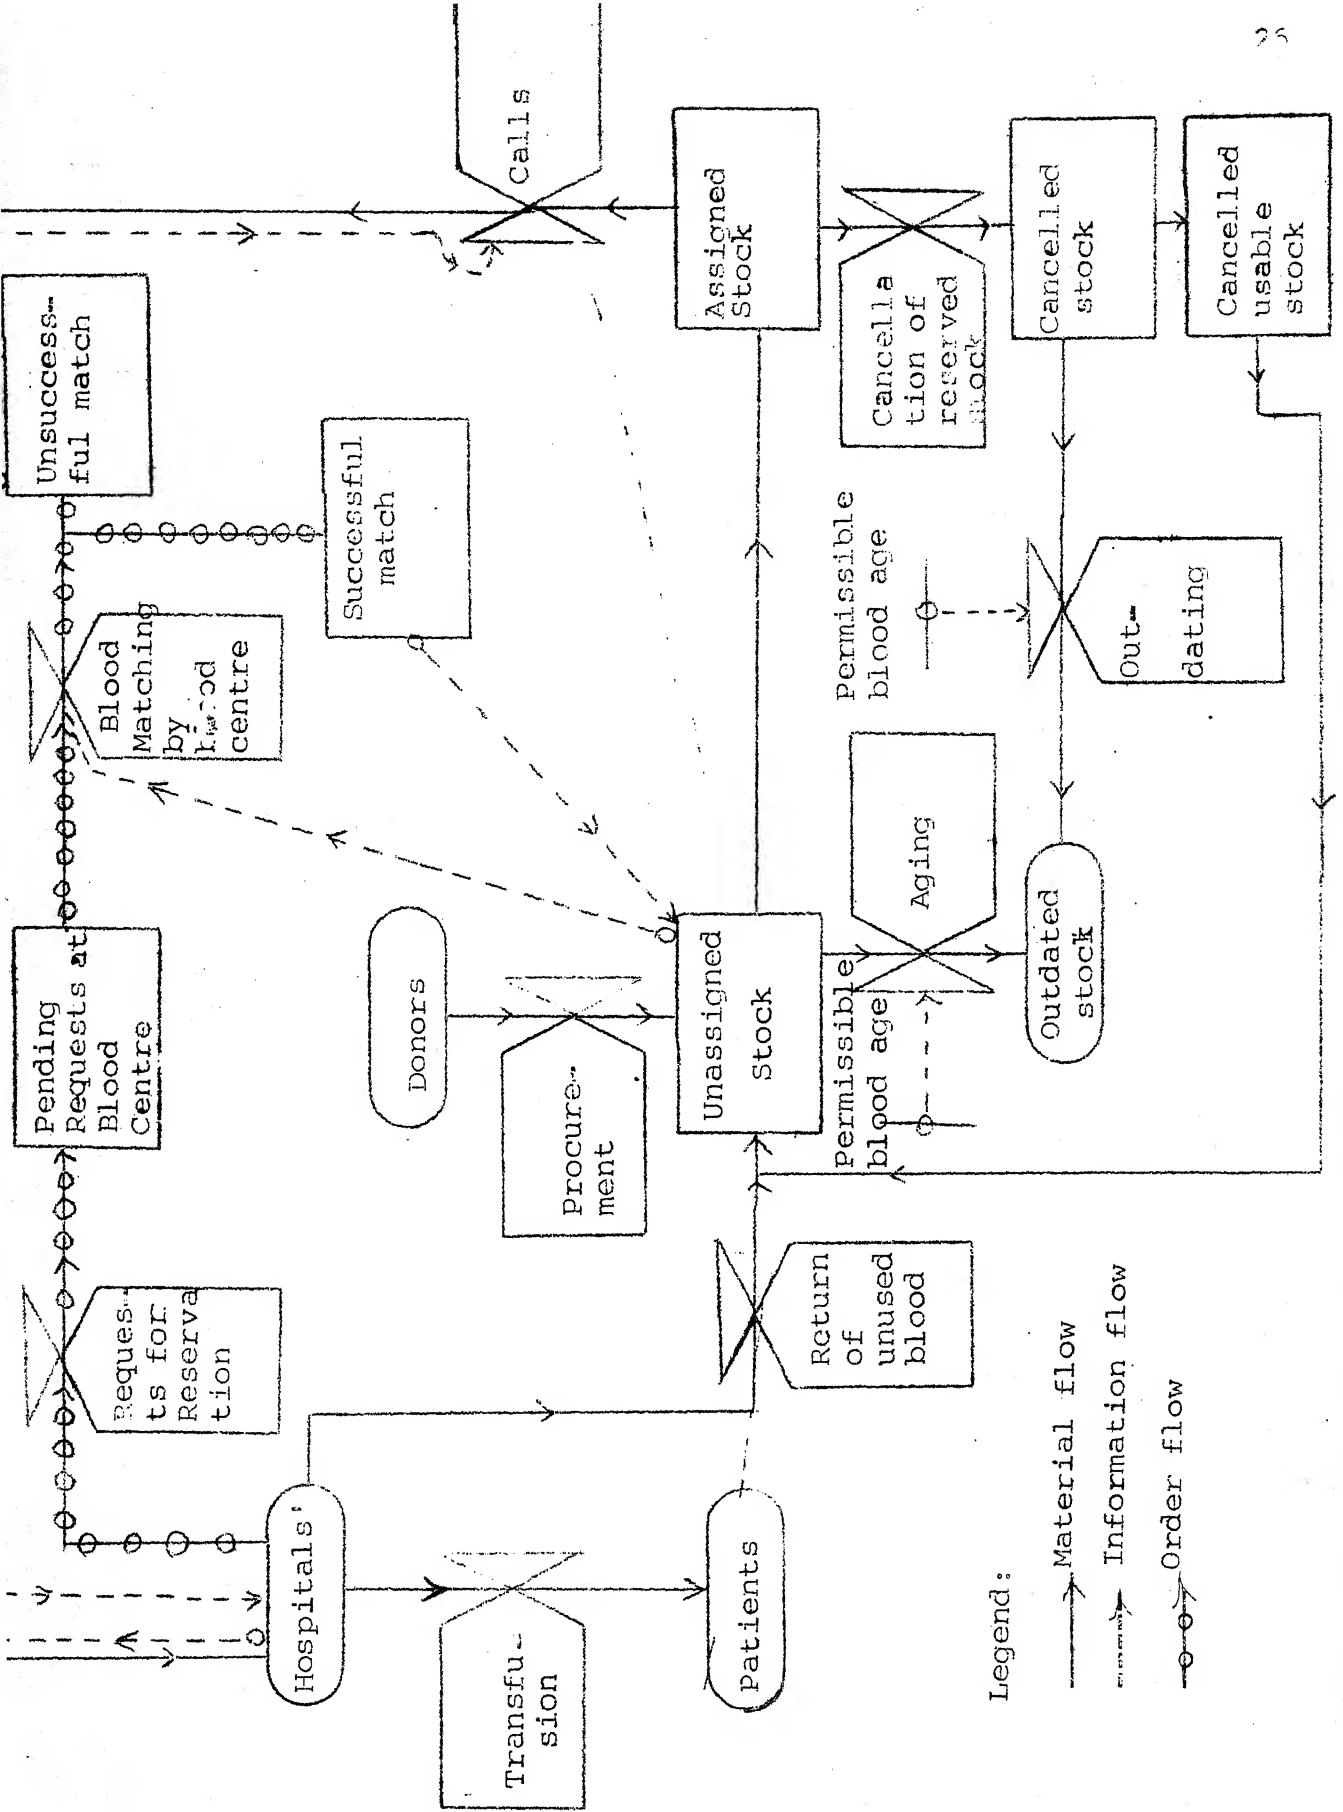 25
Pending
Requests at
Blood
Centre
Unsuccess-
ful match
Reques-
ts for
Reserva
tion
Blood
Matching
by
centre
Successful
match
Calls
Hospitals'
Donors
Transfu-
sion
Procure-
ment
Patients
Return
of
unused
blood
Unassigned
Stock
Assigned
Stock
Permissible
blood age
Aging
Permissible
blood age
Cancella
tion of
reserved
stock
Outdated
stock
Out-
dating
Cancelled
stock
Cancelled
usable
stock
Legend:
Material flow
Information flow
Order flow